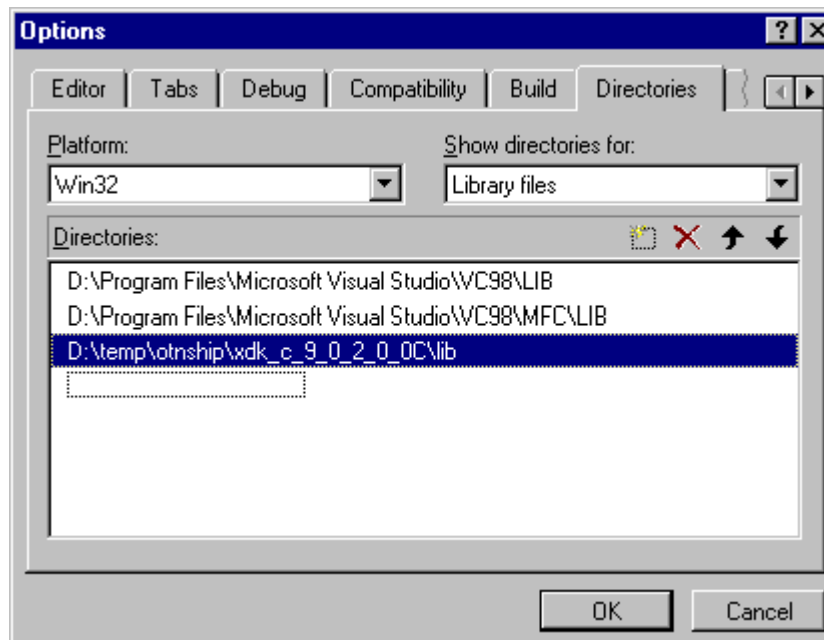 Options
Editor Tabs Debug Compatibility Build Directories
Platform: Show directories for:
Win32 Library files
Directories:
D:\Program Files\Microsoft Visual Studio\VC98\LIB
D:\Program Files\Microsoft Visual Studio\VC98\MFC\LIB
D:\temp\otnship\xdk_c_9_0_2_0_0C\lib
OK Cancel